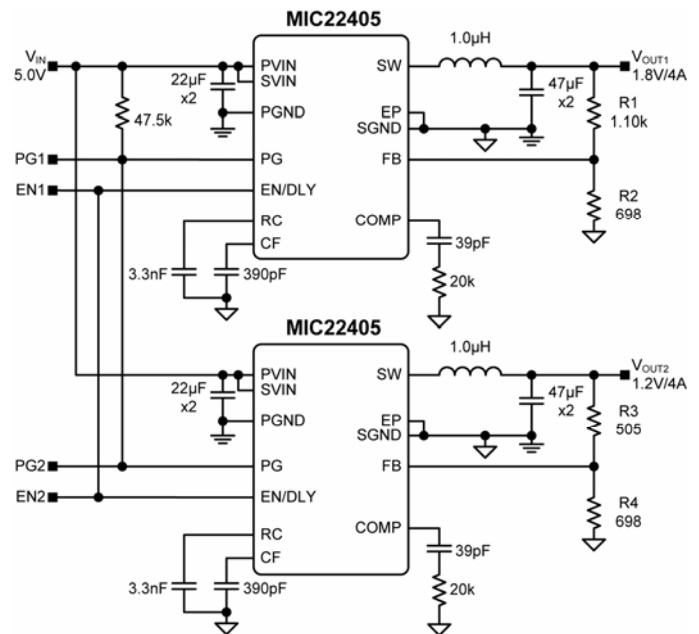 MIC22405
V_IN
5.0V
47.5k
22µF
x2
PVIN
SVIN
PGND
SW
EP
SGND
1.0µH
47µF
x2
V_OUT1
1.8V/4A
R1
1.10k
PG1
PG
FB
EN1
EN/DLY
RC
COMP
R2
698
CF
3.3nF
390pF
39pF
20k
MIC22405
22µF
x2
PVIN
SVIN
PGND
SW
EP
SGND
1.0µH
47µF
x2
V_OUT2
1.2V/4A
R3
505
PG2
PG
FB
EN2
EN/DLY
RC
COMP
R4
698
CF
3.3nF
390pF
39pF
20k